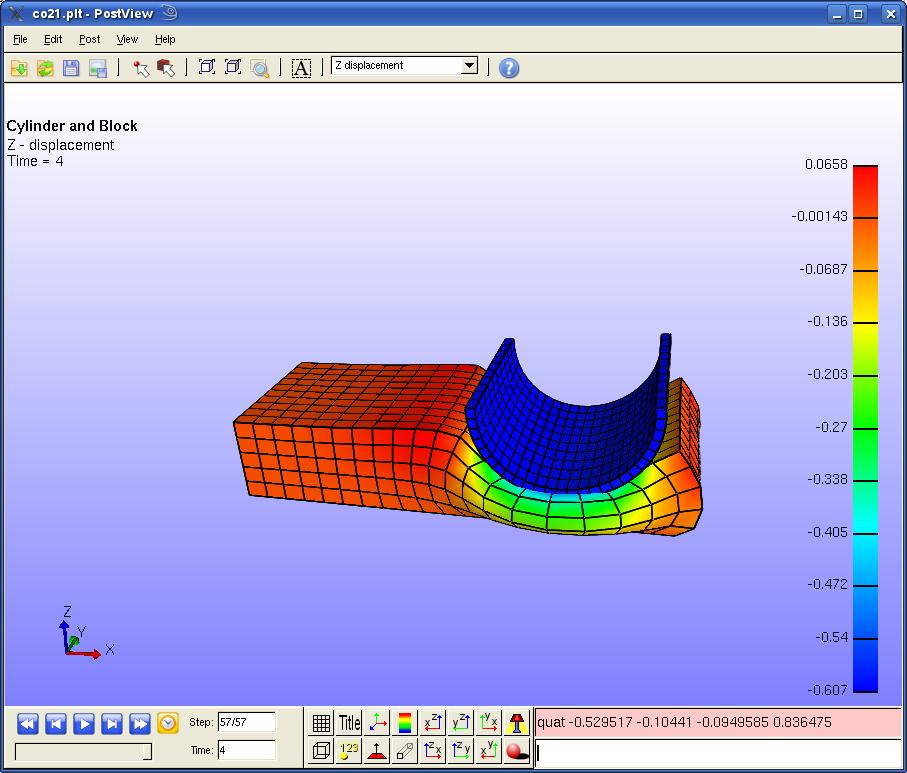 co21.plt - PostView
File Edit Post View Help
A Z displacement ?
Cylinder and Block
Z - displacement
Time = 4
0.0658
-0.00143
-0.0687
-0.136
-0.203
-0.27
-0.338
-0.405
-0.472
-0.54
-0.607
Z
Y
X
Step: 57/57
Title
quat -0.529517 -0.10441 -0.0949585 0.836475
Time: 4
123